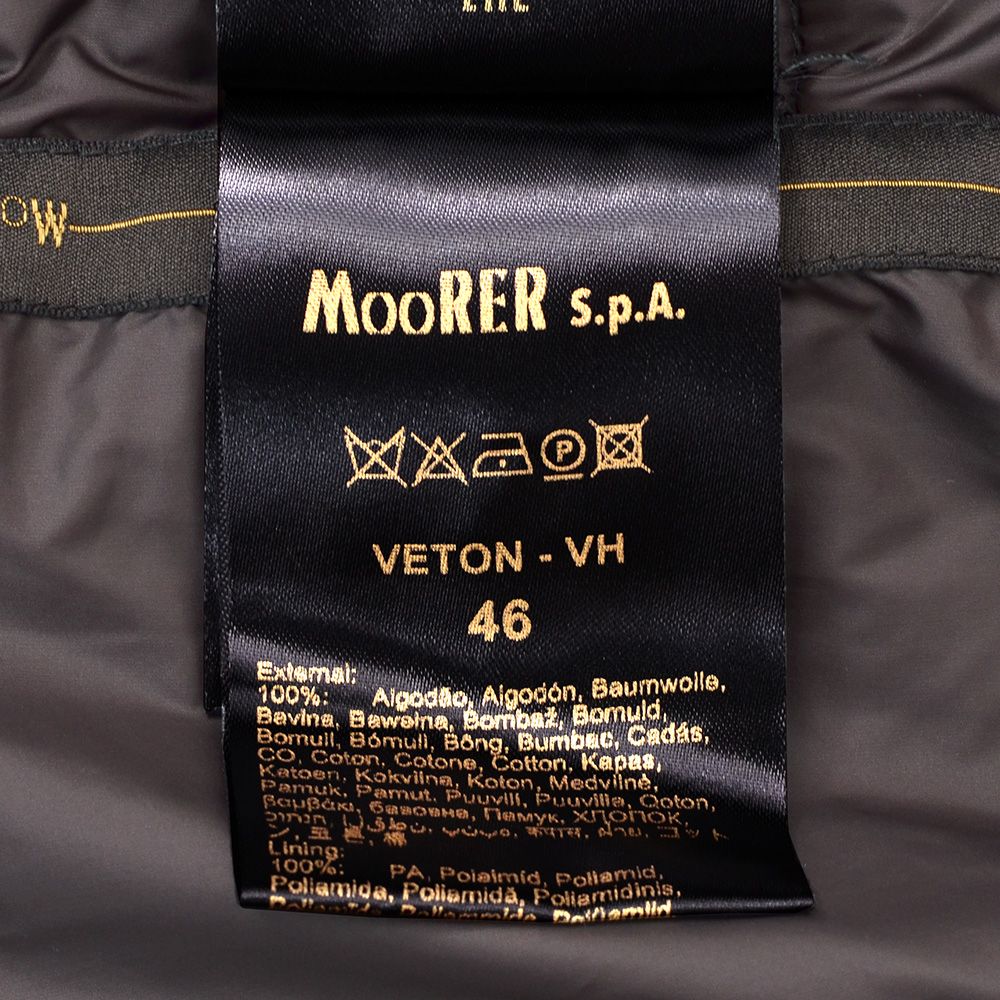 MooRER S.p.A.
P
VETON - VH
46
External:
100%: Algodão, Algodón, Baumwolle,
Bavlna, Bawełna, Bombaž, Bomuld,
Bomull, Bómull, Bông, Bumbac, Cadás,
CO, Coton, Cotone, Cotton, Kapas,
Katoen, Kokvilna, Koton, Medvilnė,
Pamuk, Pamut, Puuvill, Puuvilla, Qoton,
βαμβάκι, бавовна, Памук, ХЛОПОК,
Lining:
100%: PA, Polaimíd, Poliamid,
Poliamida, Poliamidă, Poliamidinis,